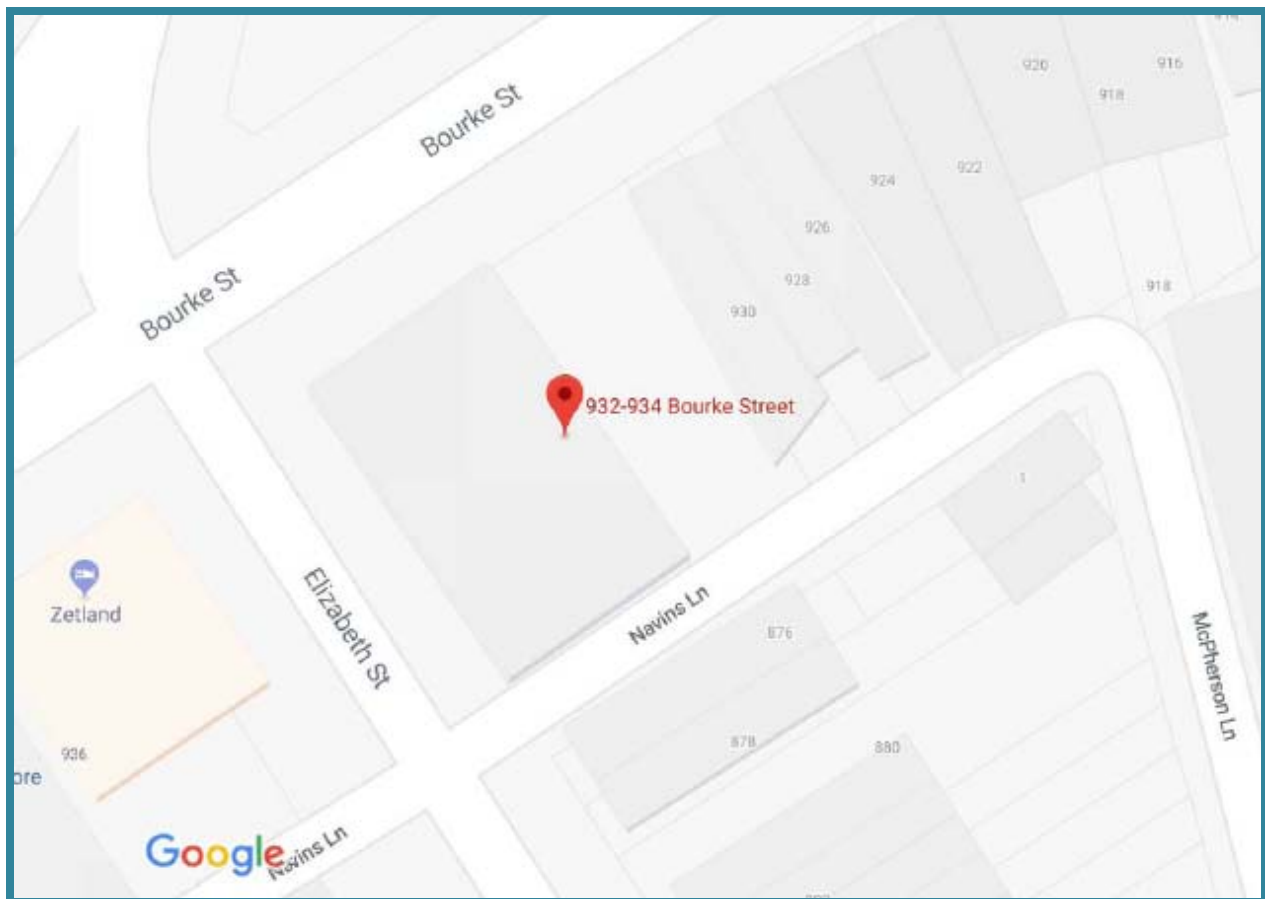 Bourke St
920
916
918
922
924
926
Bourke St
928
918
930
932-934 Bourke Street
1
Zetland
Elizabeth St
Navins Ln
876
McPherson Ln
878
880
936
ore
Google
Navins Ln